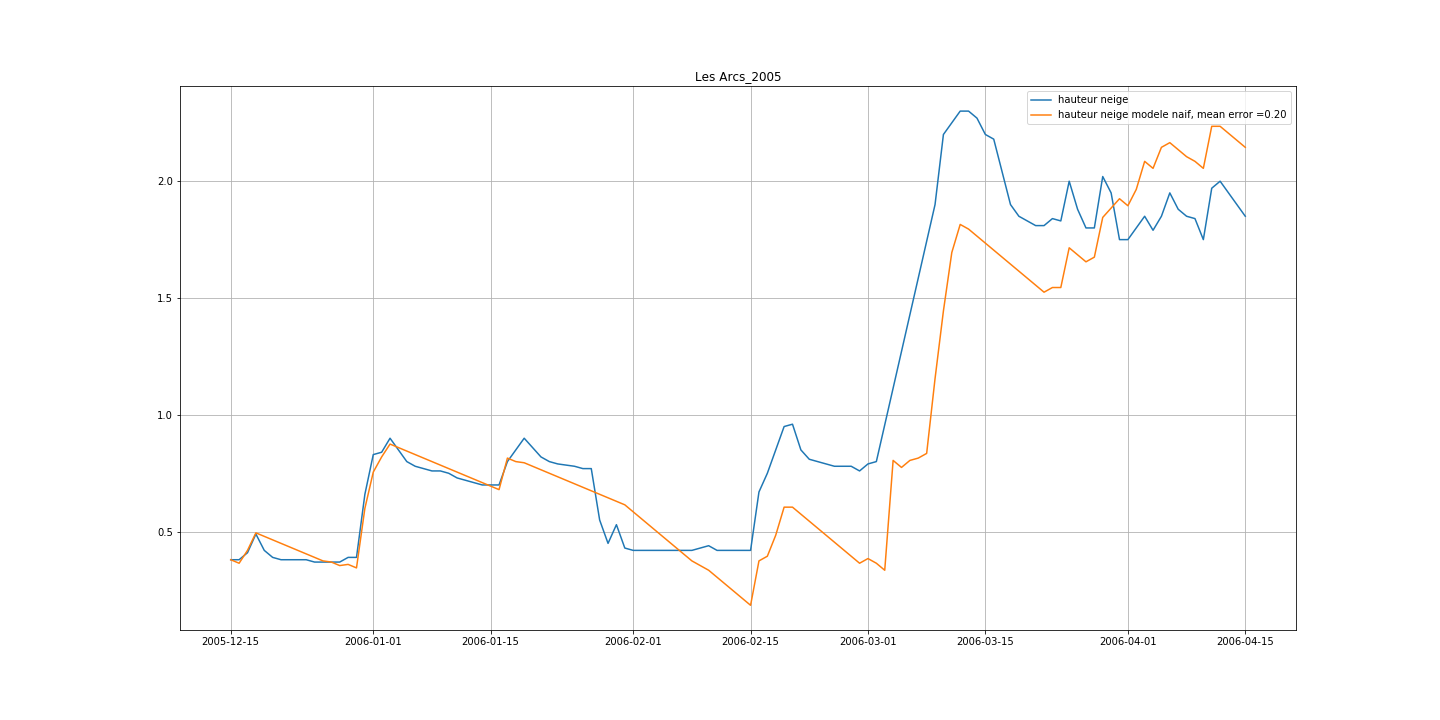 Les Arcs_2005
hauteur neige
hauteur neige modele naif, mean error =0.20
2.0
1.5
1.0
0.5
2005-12-15 2006-01-01 2006-01-15 2006-02-01 2006-02-15 2006-03-01 2006-03-15 2006-04-01 2006-04-15